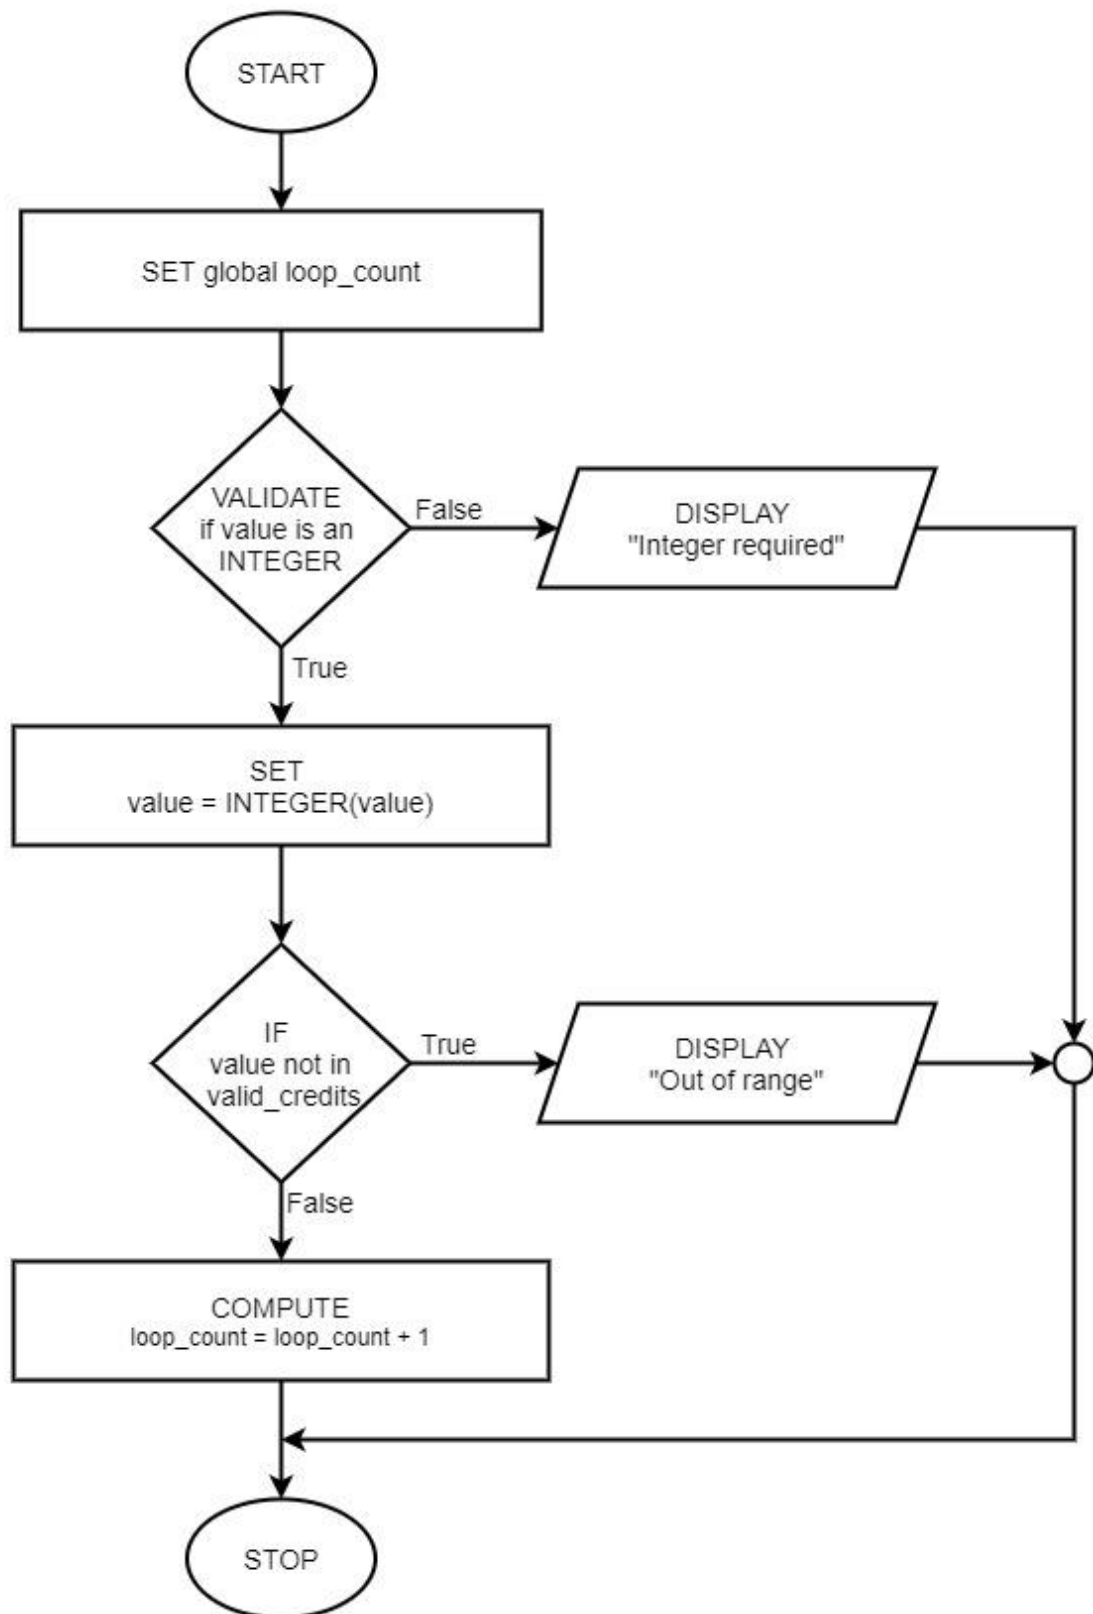 START
SET global loop_count
VALIDATE
if value is an
INTEGER
False
DISPLAY
"Integer required"
True
SET
value = INTEGER(value)
IF
value not in
valid_credits
True
DISPLAY
"Out of range"
False
COMPUTE
loop_count = loop_count + 1
STOP